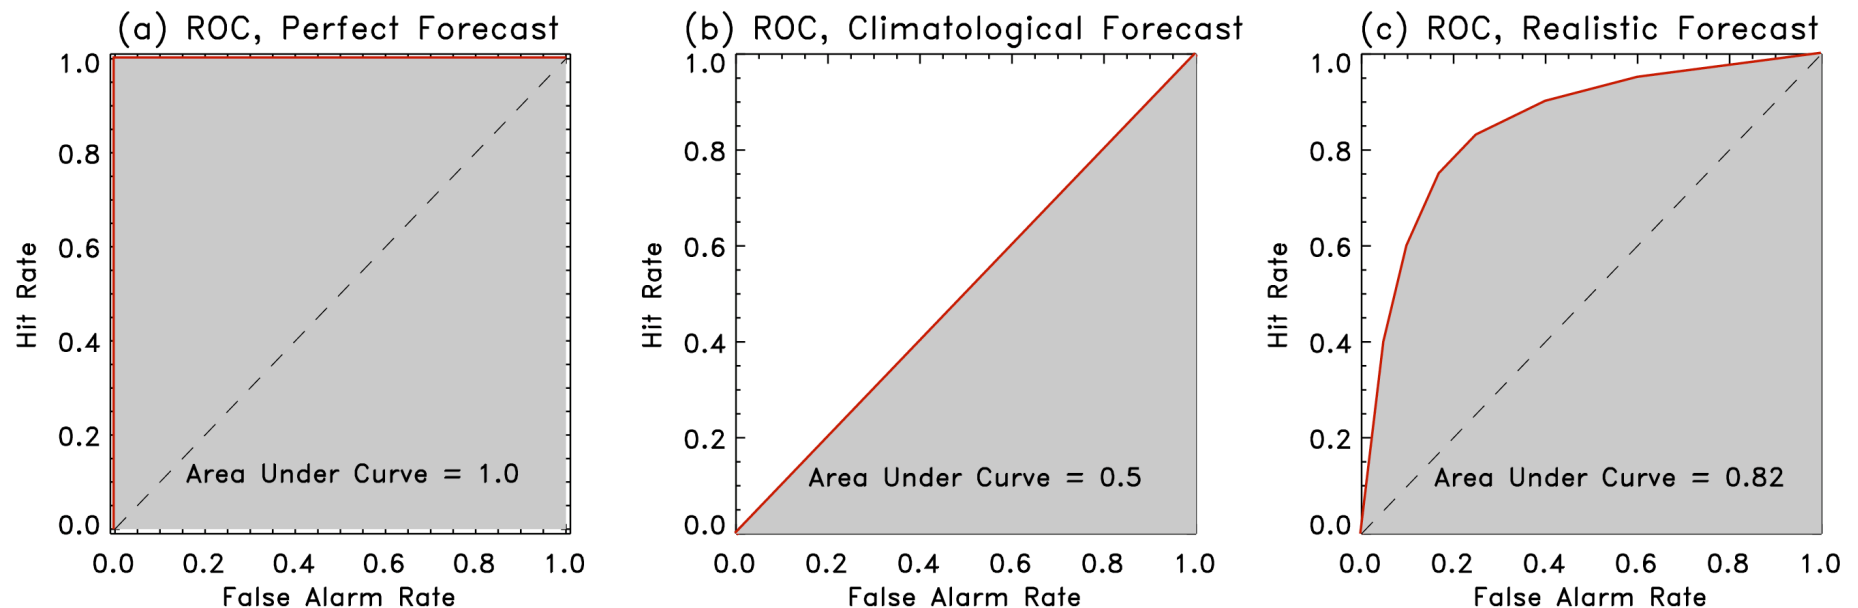 (a) ROC, Perfect Forecast
1.0
0.8
0.6
0.4
0.2
0.0
Hit Rate
Area Under Curve = 1.0
0.0 0.2 0.4 0.6 0.8 1.0
False Alarm Rate
(b) ROC, Climatological Forecast
1.0
0.8
0.6
0.4
0.2
0.0
Hit Rate
Area Under Curve = 0.5
0.0 0.2 0.4 0.6 0.8 1.0
False Alarm Rate
(c) ROC, Realistic Forecast
1.0
0.8
0.6
0.4
0.2
0.0
Hit Rate
Area Under Curve = 0.82
0.0 0.2 0.4 0.6 0.8 1.0
False Alarm Rate